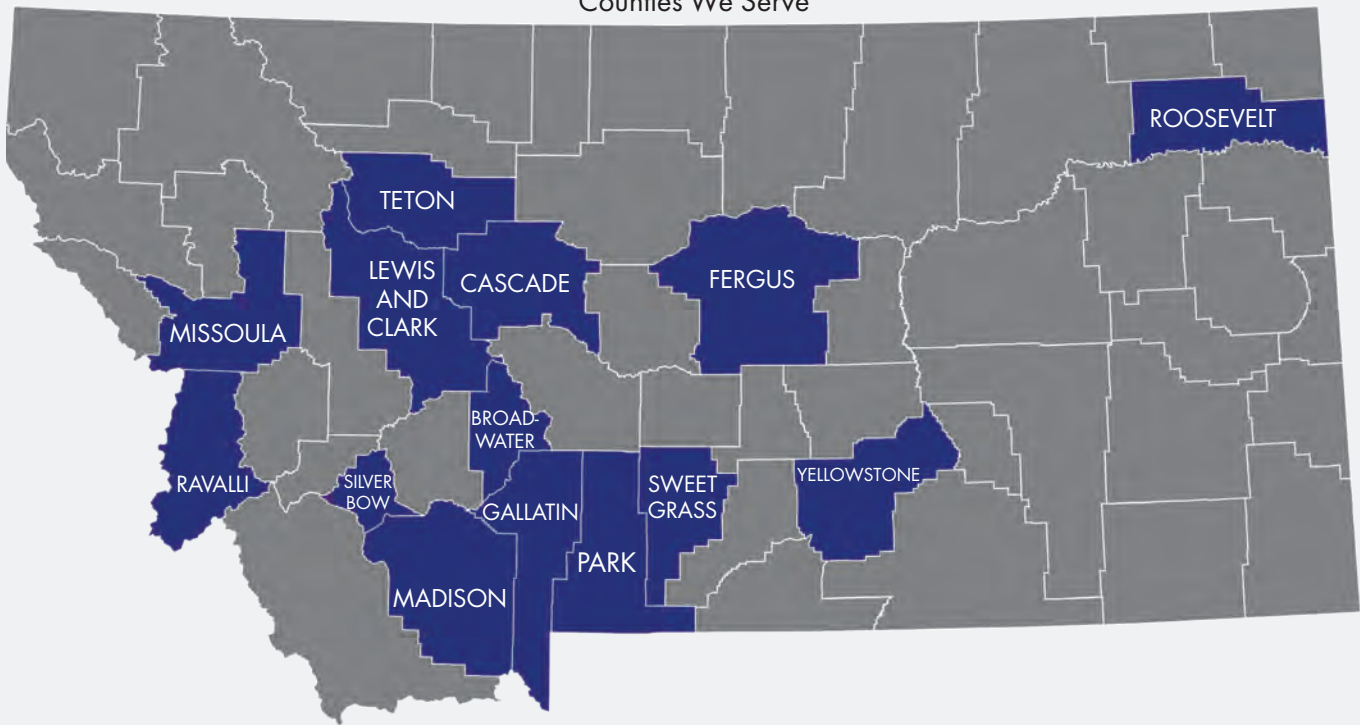 Counties We Serve
ROOSEVELT
TETON
LEWIS
AND
CLARK
CASCADE
FERGUS
MISSOULA
BROAD-
WATER
RAVALLI
SILVER
BOW
GALLATIN
SWEET
GRASS
YELLOWSTONE
PARK
MADISON